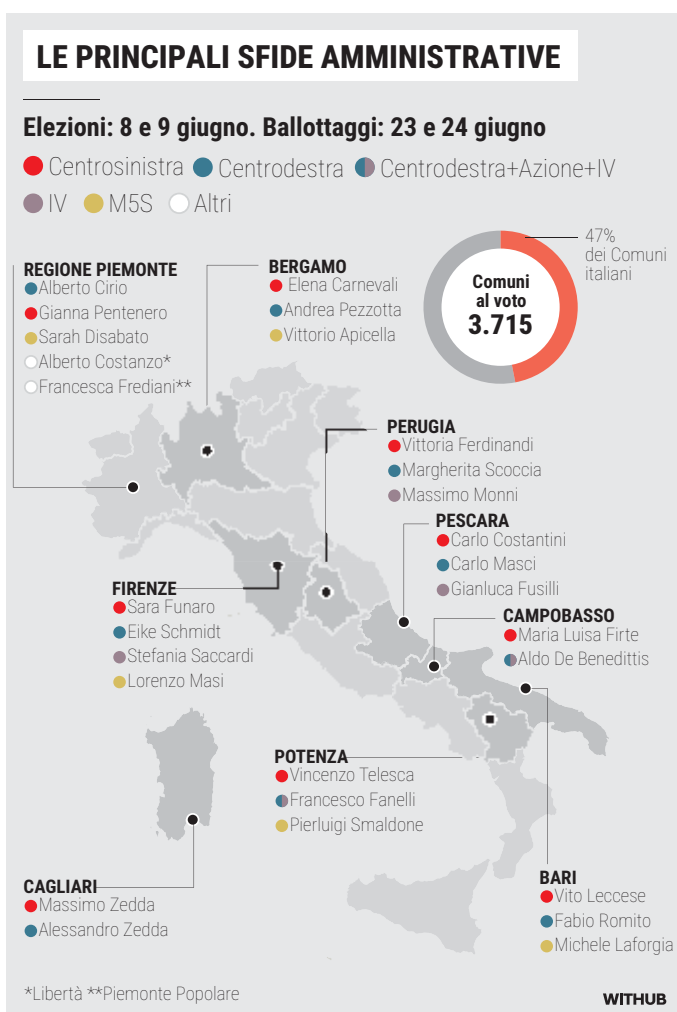 LE PRINCIPALI SFIDE AMMINISTRATIVE
Elezioni: 8 e 9 giugno. Ballottaggi: 23 e 24 giugno
Centrosinistra Centrodestra Centrodestra+Azione+IV
IV M5S Altri
47%
dei Comuni
italiani
Comuni
al voto
3.715
REGIONE PIEMONTE
Alberto Cirio
Gianna Pentenero
Sarah Disabato
Alberto Costanzo*
Francesca Frediani**
BERGAMO
Elena Carnevali
Andrea Pezzotta
Vittorio Apicella
PERUGIA
Vittoria Ferdinandi
Margherita Scoccia
Massimo Monni
PESCARA
Carlo Costantini
Carlo Masci
Gianluca Fusilli
FIRENZE
Sara Funaro
Eike Schmidt
Stefania Saccardi
Lorenzo Masi
CAMPOBASSO
Maria Luisa Firte
Aldo De Benedittis
POTENZA
Vincenzo Telesca
Francesco Fanelli
Pierluigi Smaldone
CAGLIARI
Massimo Zedda
Alessandro Zedda
BARI
Vito Leccese
Fabio Romito
Michele Laforgia
*Libertà **Piemonte Popolare
WITHUB